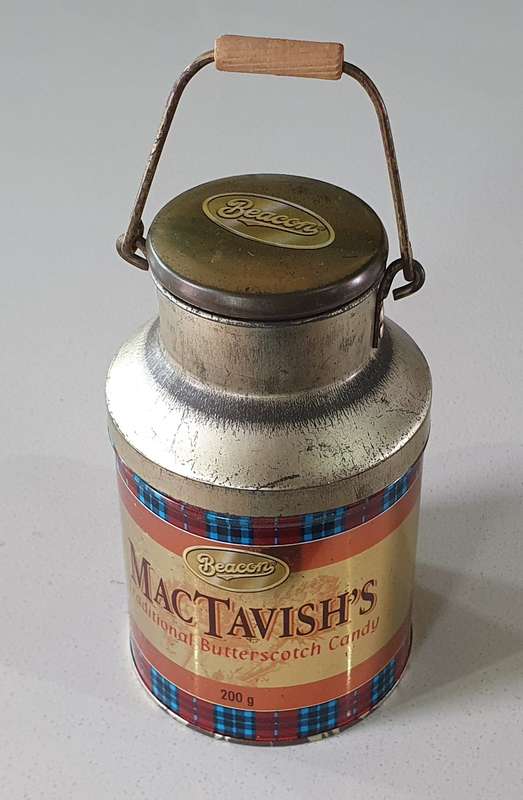 Beacon
Beacon
MACTAVISH'S
Traditional Butterscotch Candy
200 g